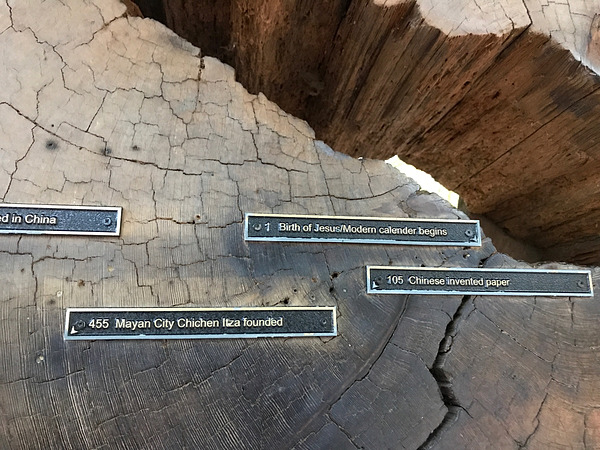 ed in China
1 Birth of Jesus/Modern calender begins
105 Chinese invented paper
455 Mayan City Chichen Itza founded